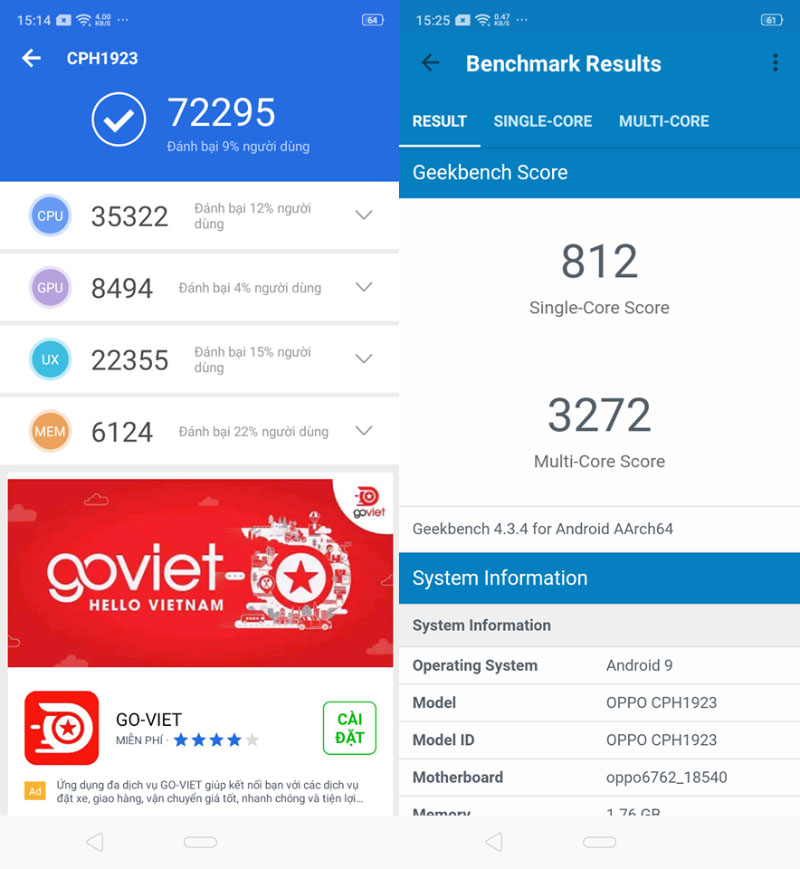 15:14 4.00 KB/S ... 64
CPH1923
72295
Đánh bại 9% người dùng
CPU 35322 Đánh bại 12% người
dùng
GPU 8494 Đánh bại 4% người dùng
UX 22355 Đánh bại 15% người
dùng
MEM 6124 Đánh bại 22% người dùng
goviet
goviet
HELLO VIETNAM
GO-VIET
MIỄN PHÍ ·
CÀI
ĐẶT
Ad Ứng dụng đa dịch vụ GO-VIET giúp kết nối bạn với các dịch vụ
đặt xe, giao hàng, vận chuyển giá tốt, nhanh chóng và tiện lợi...
15:25 0.47 KB/S ... 61
Benchmark Results
RESULT SINGLE-CORE MULTI-CORE
Geekbench Score
812
Single-Core Score
3272
Multi-Core Score
Geekbench 4.3.4 for Android AArch64
System Information
System Information
Operating System Android 9
Model OPPO CPH1923
Model ID OPPO CPH1923
Motherboard oppo6762_18540
Memory 1.76 GB